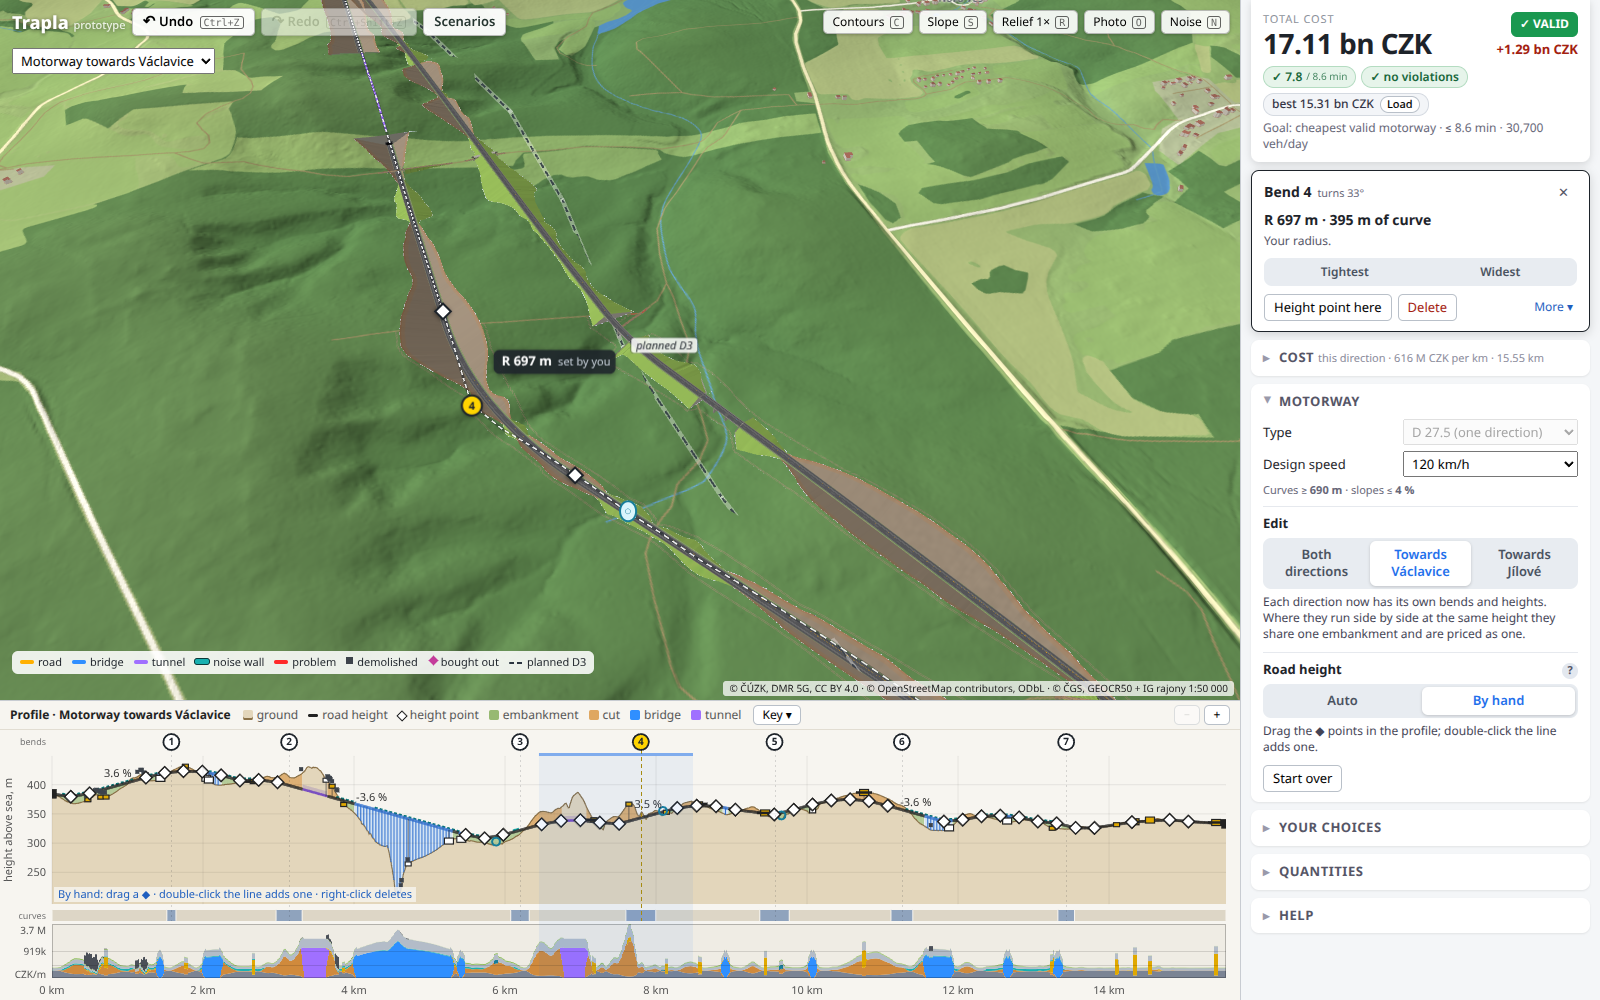 Trapla prototype
↶ Undo Ctrl+Z
Redo Ctrl+Shift+Z
Scenarios
Contours C
Slope S
Relief 1× R
Photo O
Noise N
Motorway towards Václavice
planned D3
R 697 m set by you
4
road bridge tunnel noise wall problem demolished bought out planned D3
© ČÚZK, DMR 5G, CC BY 4.0 · © OpenStreetMap contributors, ODbL · © ČGS, GEOCR50 + IG rajony 1:50 000
TOTAL COST
17.11 bn CZK
✓ VALID
+1.29 bn CZK
✓ 7.8 / 8.6 min
✓ no violations
best 15.31 bn CZK Load
Goal: cheapest valid motorway · ≤ 8.6 min · 30,700
veh/day
Bend 4 turns 33°
×
R 697 m · 395 m of curve
Your radius.
Tightest Widest
Height point here Delete More ▾
▸ COST this direction · 616 M CZK per km · 15.55 km
▾ MOTORWAY
Type D 27.5 (one direction)
Design speed 120 km/h
Curves ≥ 690 m · slopes ≤ 4 %
Edit
Both
directions
Towards
Václavice
Towards
Jílové
Each direction now has its own bends and heights.
Where they run side by side at the same height they
share one embankment and are priced as one.
Road height ?
Auto By hand
Drag the ◆ points in the profile; double-click the line
adds one.
Start over
▸ YOUR CHOICES
▸ QUANTITIES
▸ HELP
Profile · Motorway towards Václavice ground road height height point embankment cut bridge tunnel Key ▾
− +
bends 1 2 3 4 5 6 7
height above sea, m
400
350
300
250
3.6 %
-3.6 %
3.5 %
-3.6 %
By hand: drag a ◆ · double-click the line adds one · right-click deletes
curves
3.7 M
919k
CZK/m
0 km 2 km 4 km 6 km 8 km 10 km 12 km 14 km